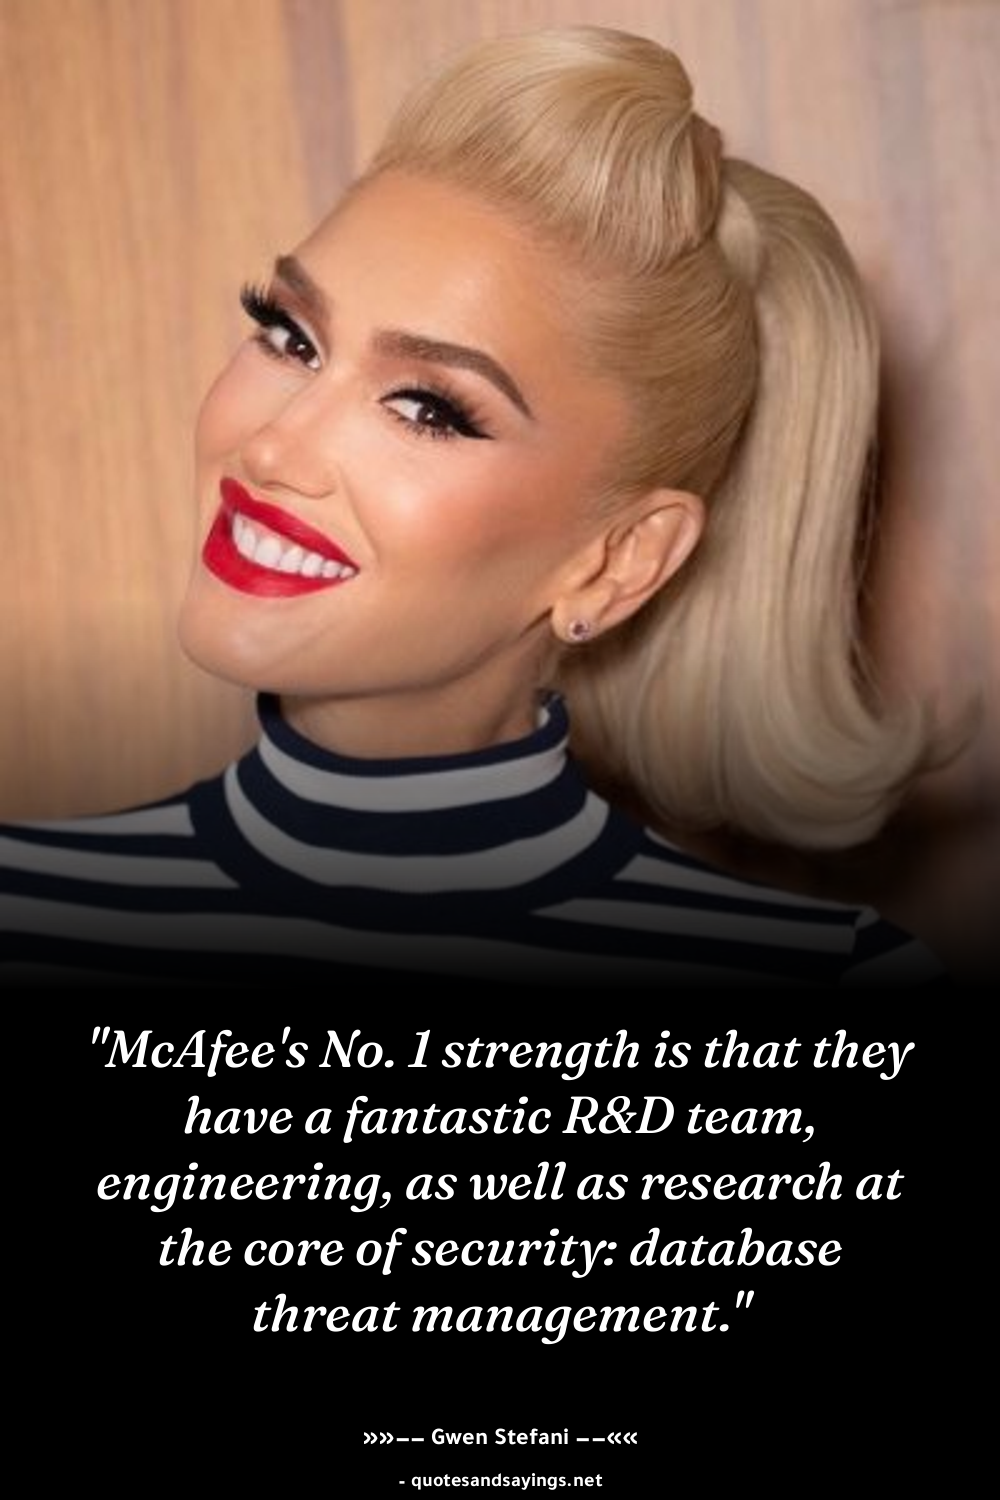 "McAfee's No. 1 strength is that they
have a fantastic R&D team,
engineering, as well as research at
the core of security: database
threat management."
»»−− Gwen Stefani −−««
- quotesandsayings.net